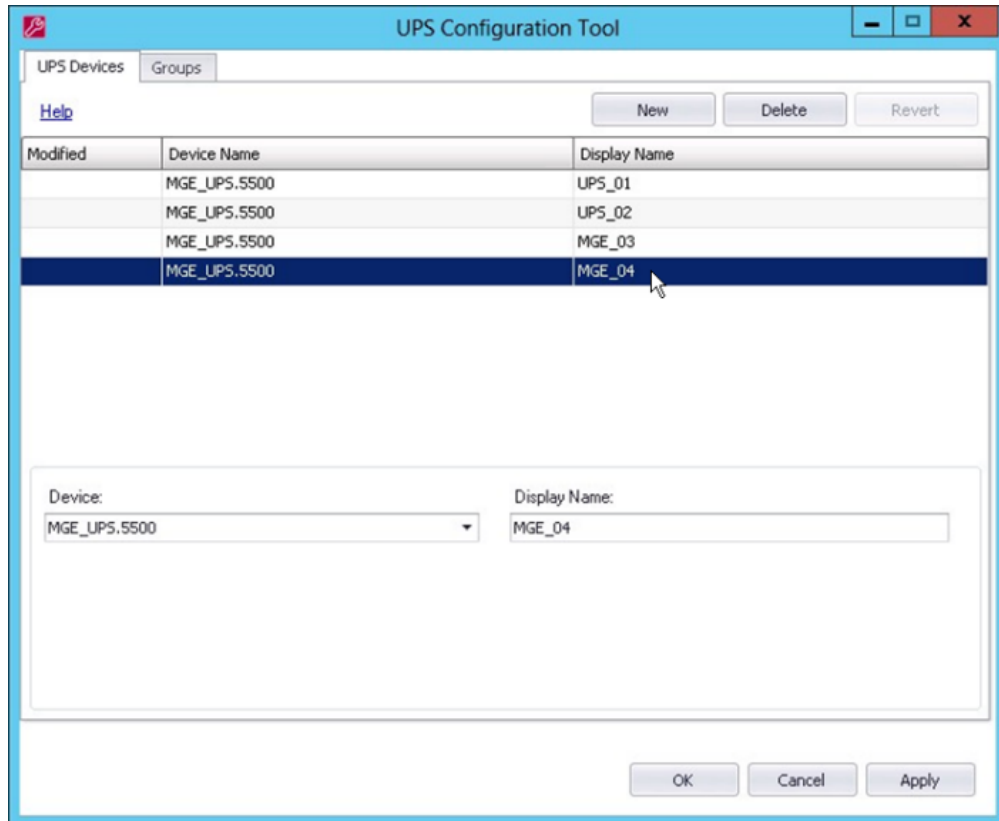 UPS Configuration Tool
UPS Devices Groups
Help New Delete Revert
Modified Device Name Display Name
MGE_UPS.5500 UPS_01
MGE_UPS.5500 UPS_02
MGE_UPS.5500 MGE_03
MGE_UPS.5500 MGE_04
Device: Display Name:
MGE_UPS.5500 MGE_04
OK Cancel Apply